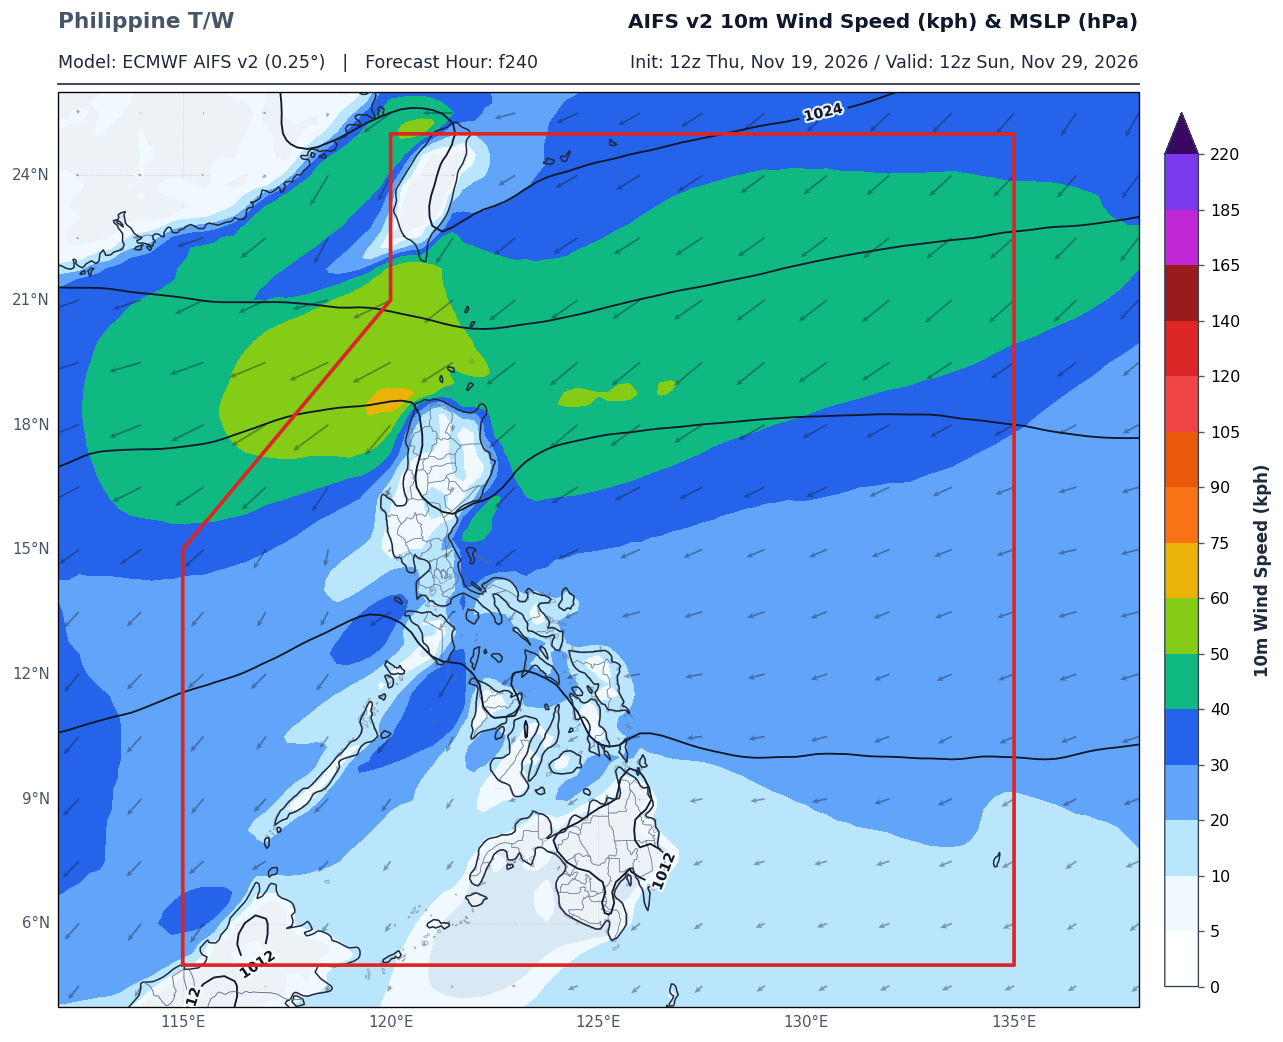 Philippine T/W
AIFS v2 10m Wind Speed (kph) & MSLP (hPa)
Model: ECMWF AIFS v2 (0.25°) | Forecast Hour: f240
Init: 12z Thu, Nov 19, 2026 / Valid: 12z Sun, Nov 29, 2026
1024
24°N
21°N
18°N
15°N
12°N
9°N
6°N
1012
1012
12
115°E
120°E
125°E
130°E
135°E
220
185
165
140
120
105
90
75
60
50
40
30
20
10
5
0
10m Wind Speed (kph)